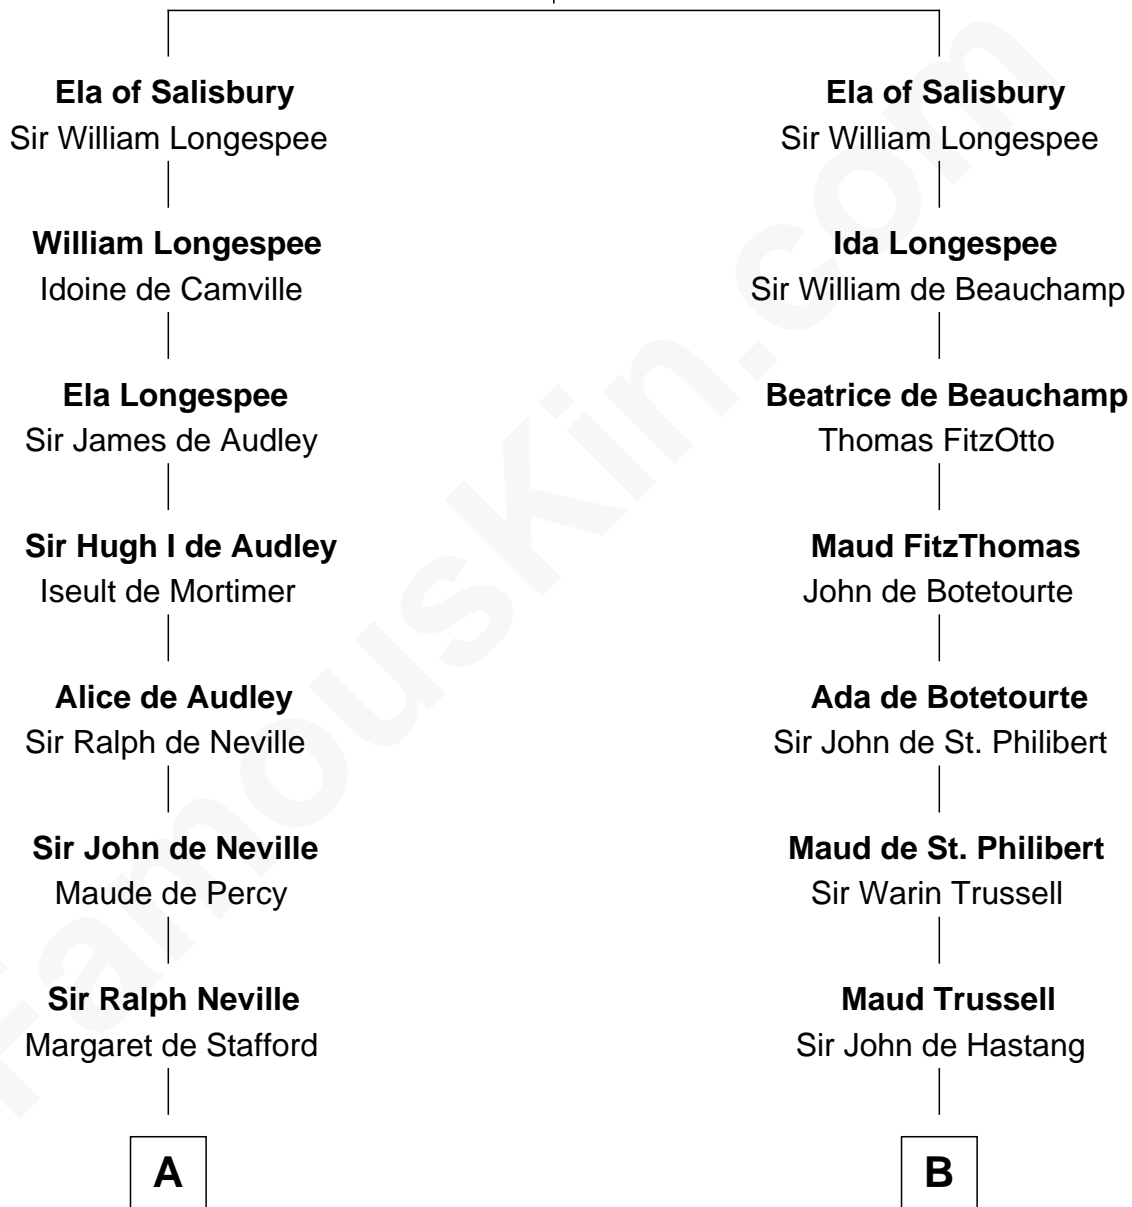 Ela of Salisbury
Sir William Longespee
William Longespee
Idoine de Camville
Ela Longespee
Sir James de Audley
Sir Hugh I de Audley
Iseult de Mortimer
Alice de Audley
Sir Ralph de Neville
Sir John de Neville
Maude de Percy
Sir Ralph Neville
Margaret de Stafford
A
Ela of Salisbury
Sir William Longespee
Ida Longespee
Sir William de Beauchamp
Beatrice de Beauchamp
Thomas FitzOtto
Maud FitzThomas
John de Botetourte
Ada de Botetourte
Sir John de St. Philibert
Maud de St. Philibert
Sir Warin Trussell
Maud Trussell
Sir John de Hastang
B
FamousKin.com